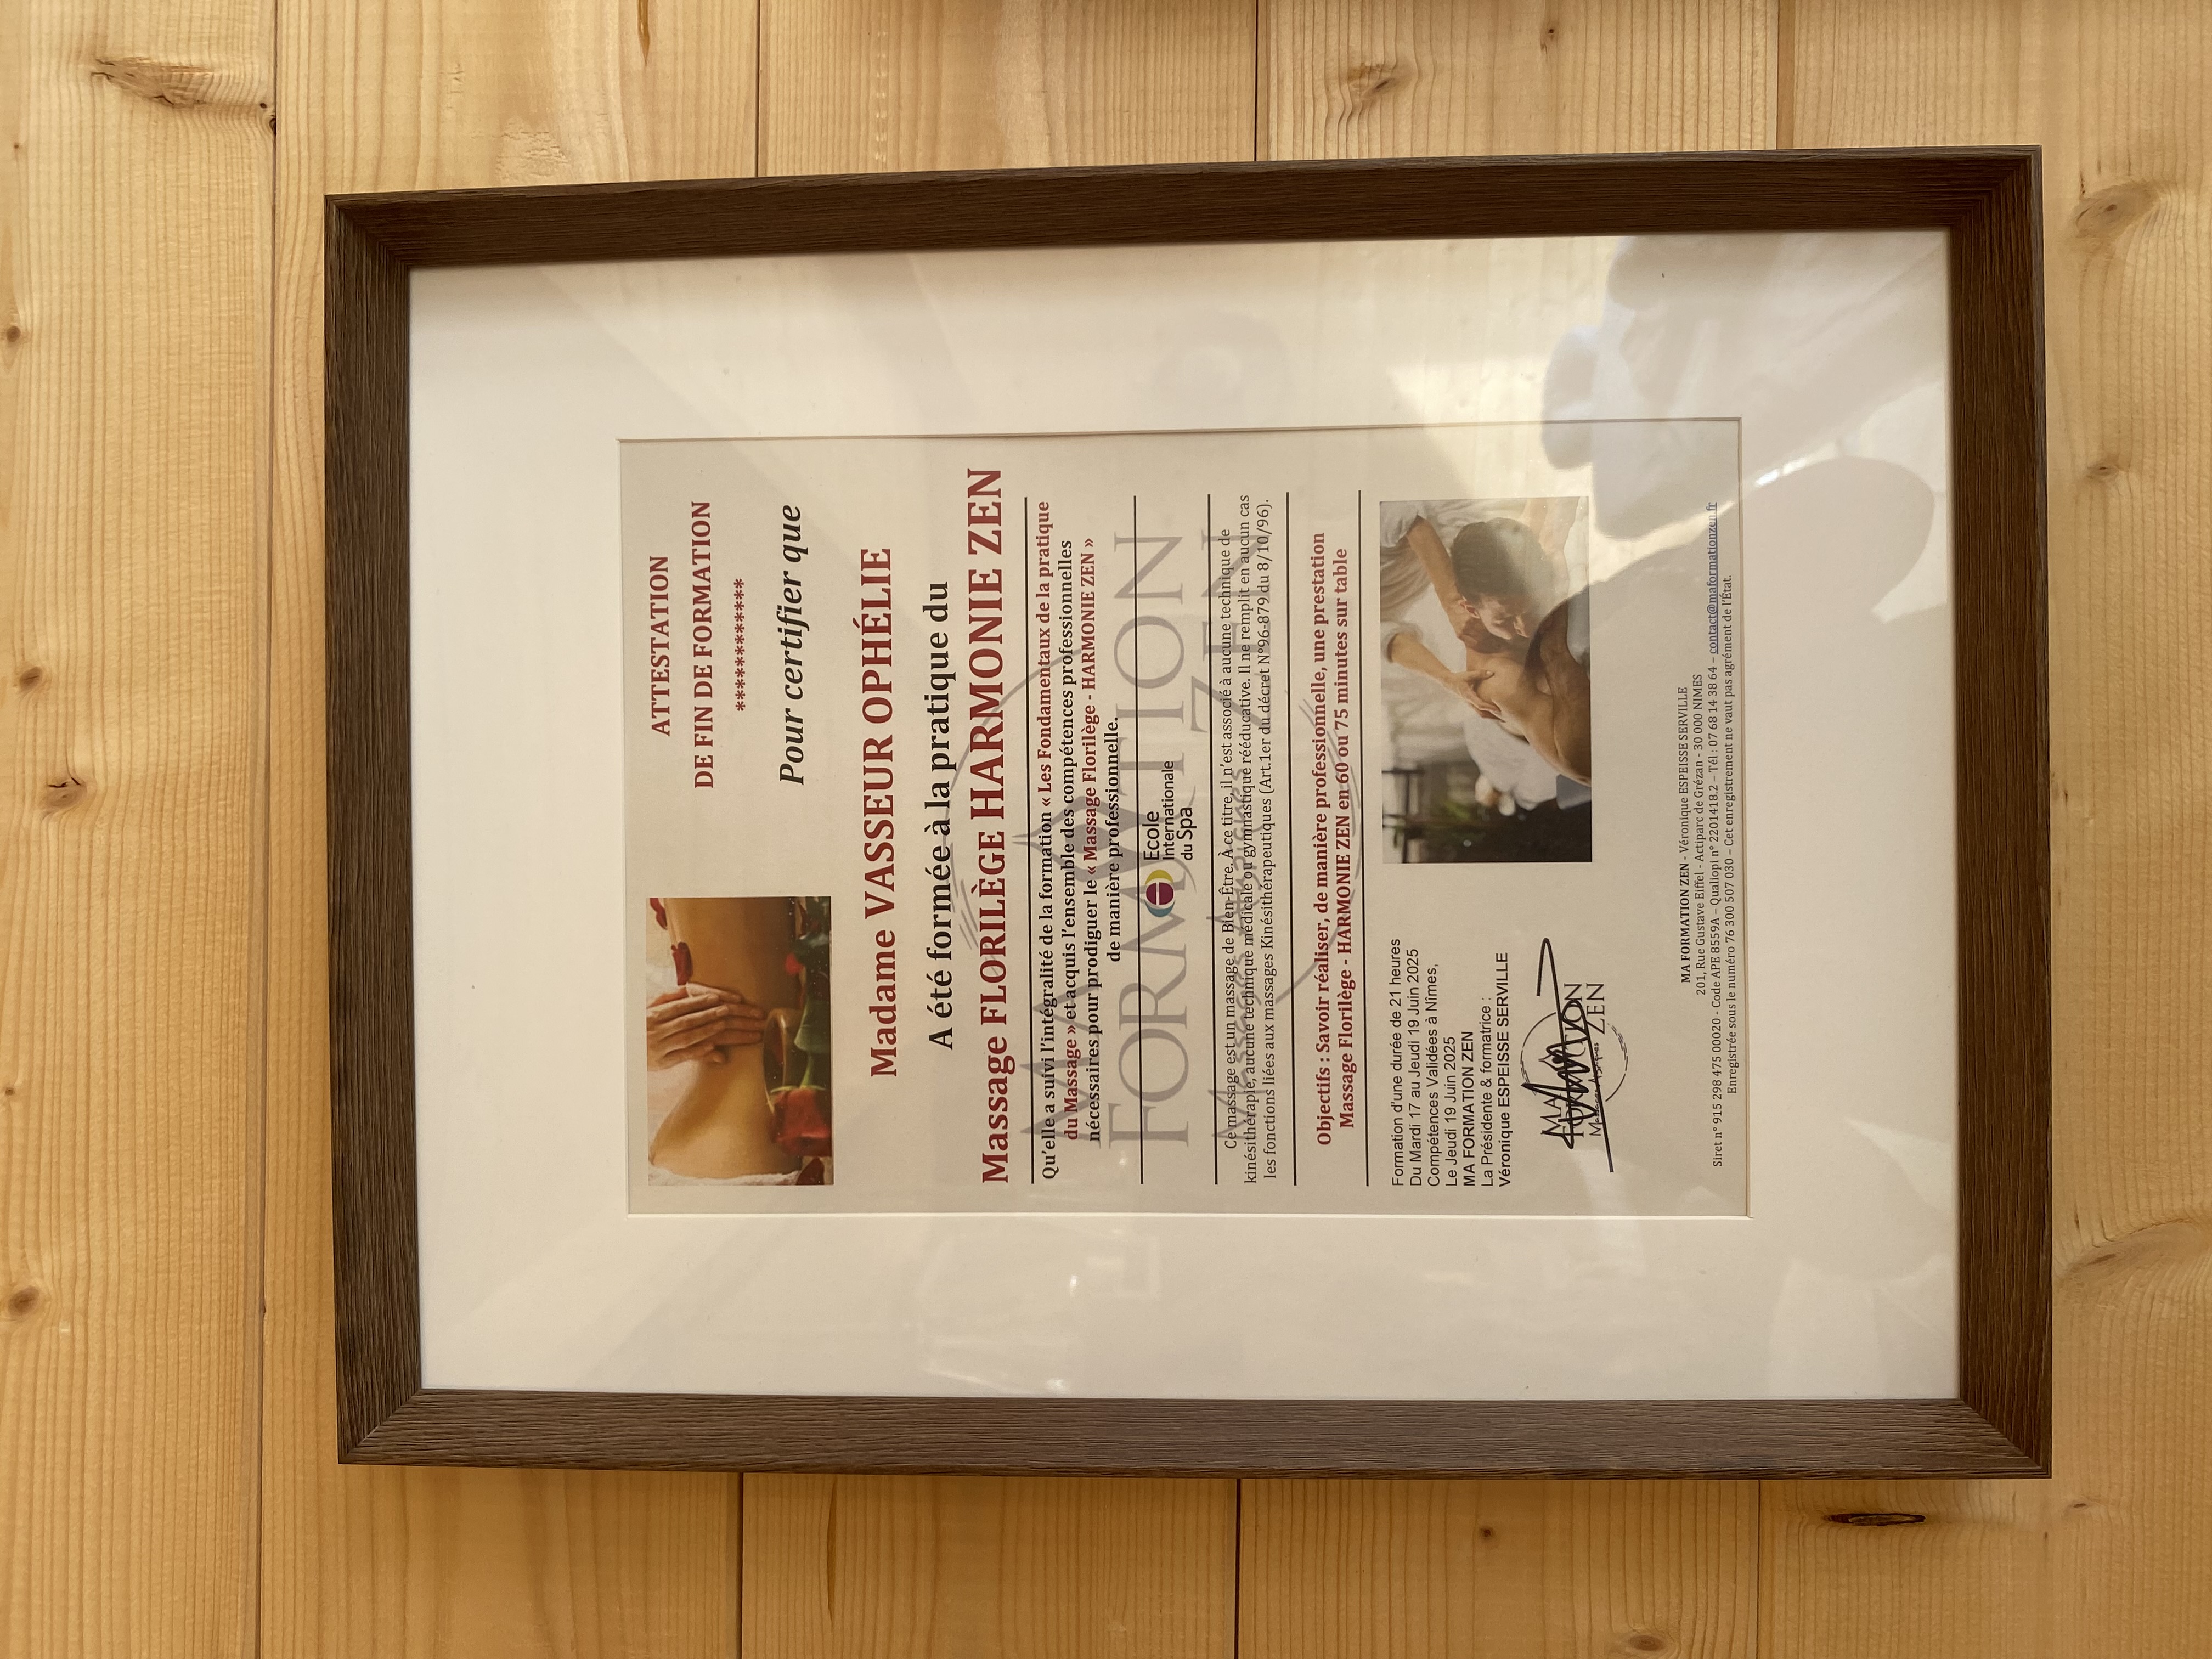 ATTESTATION
DE FIN DE FORMATION
***********
Pour certifier que
Madame VASSEUR OPHÉLIE
A été formée à la pratique du
Massage FLORILÈGE HARMONIE ZEN
Qu'elle a suivi l'intégralité de la formation « Les Fondamentaux de la pratique
du Massage » et acquis l'ensemble des compétences professionnelles
nécessaires pour prodiguer le « Massage Florilège - HARMONIE ZEN »
de manière professionnelle.
MA
FORMATION
ZEN
Ecole
Internationale
du Spa
Ce massage est un massage de Bien-Être. À ce titre, il n'est associé à aucune technique de
kinésithérapie, aucune technique médicale ou gymnastique rééducative. Il ne remplit en aucun cas
les fonctions liées aux massages Kinésithérapeutiques (Art.1er du décret N°96-879 du 8/10/96).
Objectifs : Savoir réaliser, de manière professionnelle, une prestation
Massage Florilège - HARMONIE ZEN en 60 ou 75 minutes sur table
Formation d'une durée de 21 heures
Du Mardi 17 au Jeudi 19 Juin 2025
Compétences Validées à Nîmes,
Le Jeudi 19 Juin 2025
MA FORMATION ZEN
La Présidente & formatrice :
Véronique ESPEISSE SERVILLE
MA
FORMATION
ZEN
MA FORMATION ZEN - Véronique ESPEISSE SERVILLE
201, Rue Gustave Eiffel - Actiparc de Grézan - 30 000 NIMES
Siret n° 915 298 475 00020 - Code APE 8559A – Qualiopi n° 2201418.2 – Tél : 07 68 14 38 64 – contact@maformationzen.fr
Enregistrée sous le numéro 76 300 507 030 – Cet enregistrement ne vaut pas agrément de l'État.